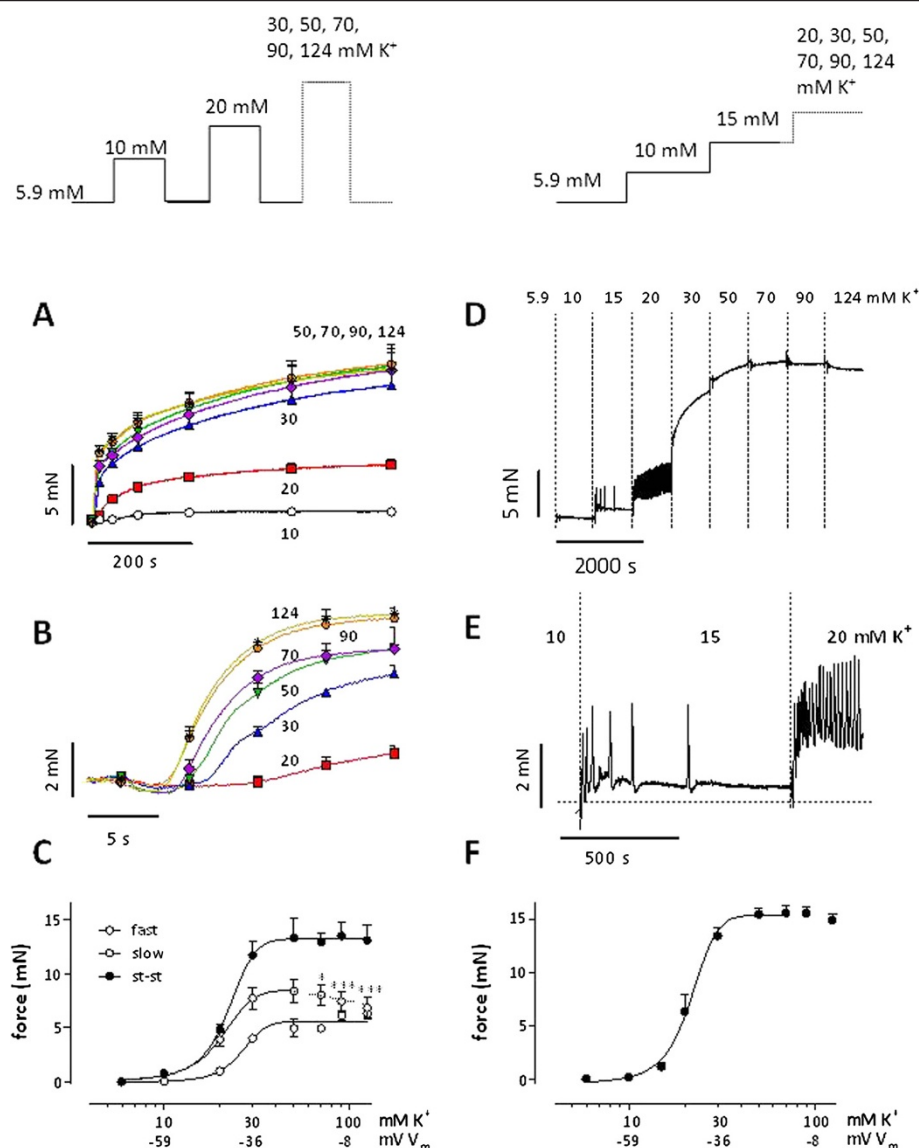 30, 50, 70,
90, 124 mM K⁺
20 mM
10 mM
5.9 mM
20, 30, 50,
70, 90, 124
mM K⁺
15 mM
10 mM
5.9 mM
A
50, 70, 90, 124
30
20
10
5 mN
200 s
D
5.9 10 15 20 30 50 70 90 124 mM K⁺
5 mN
2000 s
B
124
90
70
50
30
20
2 mN
5 s
E
10 15 20 mM K⁺
2 mN
500 s
C
force (mN)
15
10
5
0
fast
slow
st-st
‡ ‡‡‡ ‡‡‡
10 30 100 mM K⁺
-59 -36 -8 mV Vₘ
F
force (mN)
15
10
5
0
10 30 100 mM K⁺
-59 -36 -8 mV Vₘ